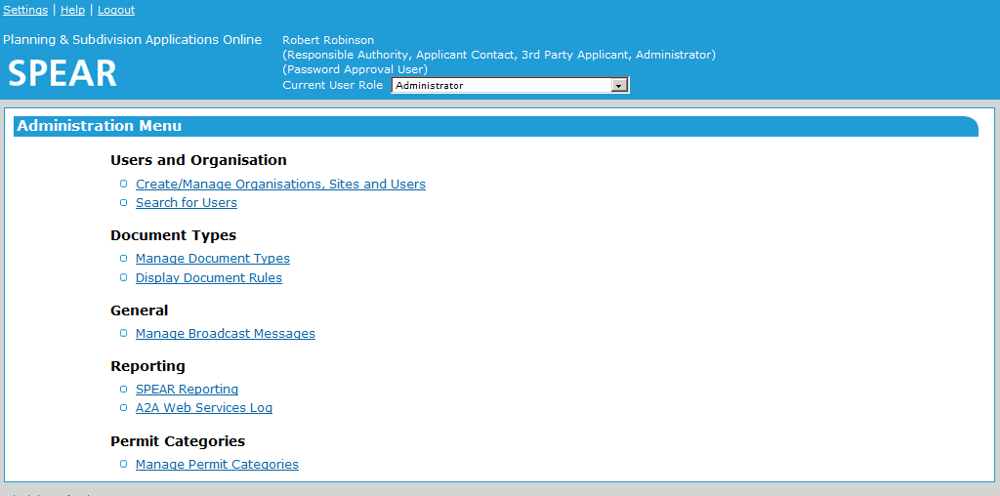 Settings | Help | Logout
Planning & Subdivision Applications Online
SPEAR
Robert Robinson
(Responsible Authority, Applicant Contact, 3rd Party Applicant, Administrator)
(Password Approval User)
Current User Role Administrator
Administration Menu
Users and Organisation
Create/Manage Organisations, Sites and Users
Search for Users
Document Types
Manage Document Types
Display Document Rules
General
Manage Broadcast Messages
Reporting
SPEAR Reporting
A2A Web Services Log
Permit Categories
Manage Permit Categories